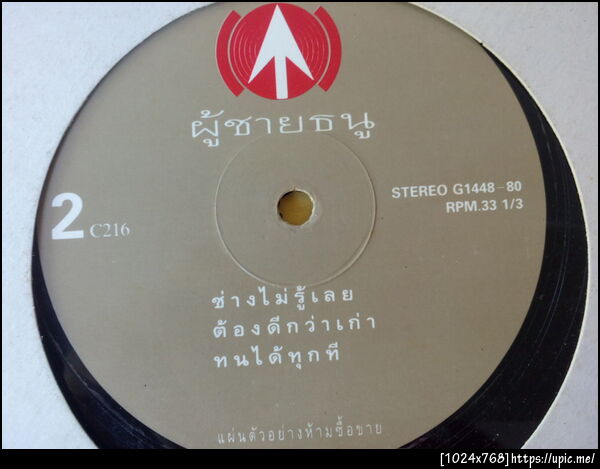 ผู้ชายธนู
STEREO G1448-80
RPM.33 1/3
2 C216
ช่างไม่รู้เลย
ต้องดีกว่าเก่า
ทนได้ทุกที
แผ่นตัวอย่างห้ามซื้อขาย
[1024x768]https://upic.me/